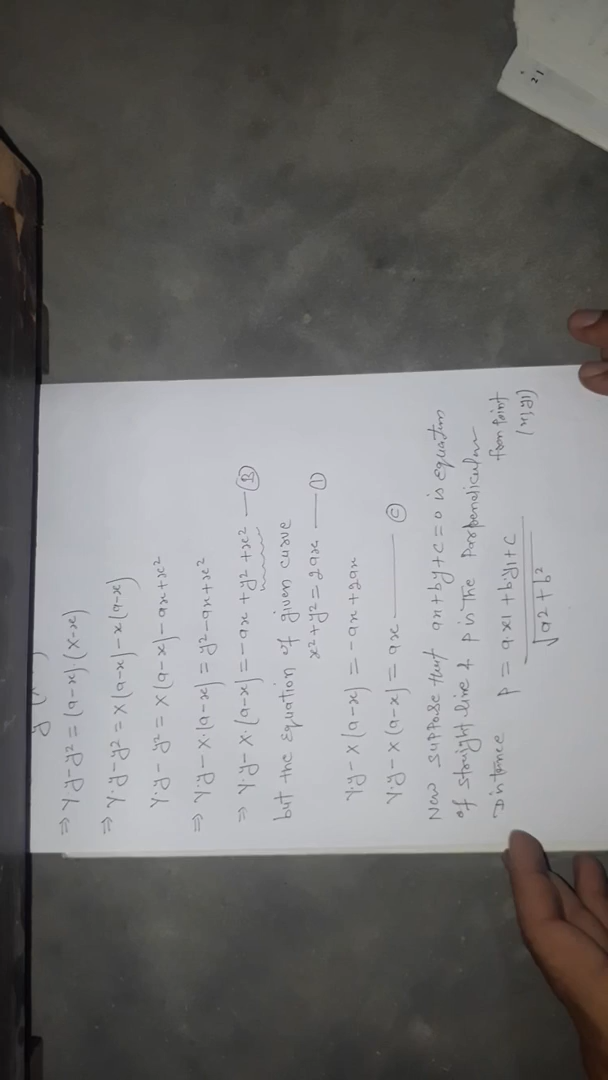 ⇒ Y·y-y² = (a-x)·(X-x)
⇒ Y·y-y² = X(a-x)-x(a-x)
Y·y-y² = X(a-x)-ax+x²
⇒ Y·y-X·(a-x) = y²-ax+x²
⇒ Y·y-X·(a-x) = -ax+y²+x² — Ⓑ
but the Equation of given curve
x²+y² = 2ax — ①
Y·y-X(a-x) = -ax+2ax
Y·y-X(a-x) = ax — Ⓒ
Now suppose that ax+by+c=0 is equation
of straight line & p is the Perpendicular
Distance P = a·x1+by1+c / √a²+b² from point (x1,y1)
21